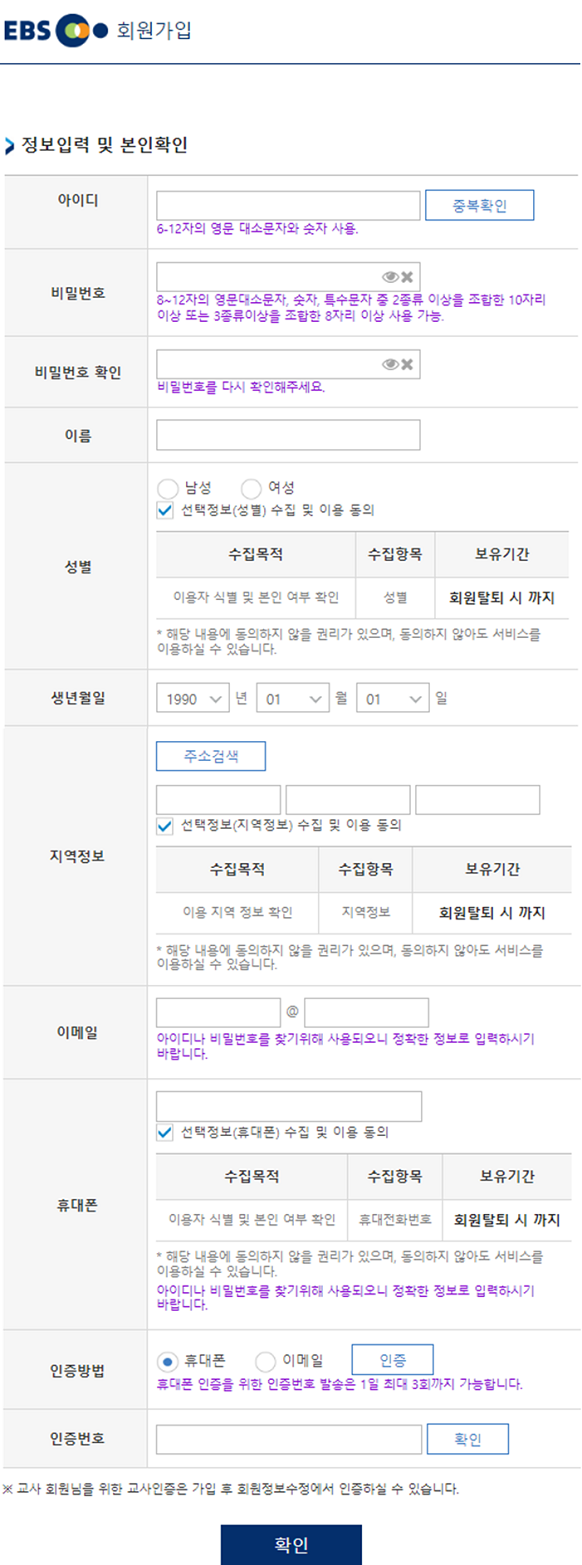 EBS 회원가입
정보입력 및 본인확인
아이디 중복확인
6-12자의 영문 대소문자와 숫자 사용.
비밀번호
8~12자의 영문대소문자, 숫자, 특수문자 중 2종류 이상을 조합한 10자리
이상 또는 3종류이상을 조합한 8자리 이상 사용 가능.
비밀번호 확인
비밀번호를 다시 확인해주세요.
이름
성별
남성 여성
선택정보(성별) 수집 및 이용 동의
수집목적 수집항목 보유기간
이용자 식별 및 본인 여부 확인 성별 회원탈퇴 시 까지
* 해당 내용에 동의하지 않을 권리가 있으며, 동의하지 않아도 서비스를
이용하실 수 있습니다.
생년월일 1990 년 01 월 01 일
지역정보
주소검색
선택정보(지역정보) 수집 및 이용 동의
수집목적 수집항목 보유기간
이용 지역 정보 확인 지역정보 회원탈퇴 시 까지
* 해당 내용에 동의하지 않을 권리가 있으며, 동의하지 않아도 서비스를
이용하실 수 있습니다.
이메일 @
아이디나 비밀번호를 찾기위해 사용되오니 정확한 정보로 입력하시기
바랍니다.
휴대폰
선택정보(휴대폰) 수집 및 이용 동의
수집목적 수집항목 보유기간
이용자 식별 및 본인 여부 확인 휴대전화번호 회원탈퇴 시 까지
* 해당 내용에 동의하지 않을 권리가 있으며, 동의하지 않아도 서비스를
이용하실 수 있습니다.
아이디나 비밀번호를 찾기위해 사용되오니 정확한 정보로 입력하시기
바랍니다.
인증방법 휴대폰 이메일 인증
휴대폰 인증을 위한 인증번호 발송은 1일 최대 3회까지 가능합니다.
인증번호 확인
※ 교사 회원님을 위한 교사인증은 가입 후 회원정보수정에서 인증하실 수 있습니다.
확인